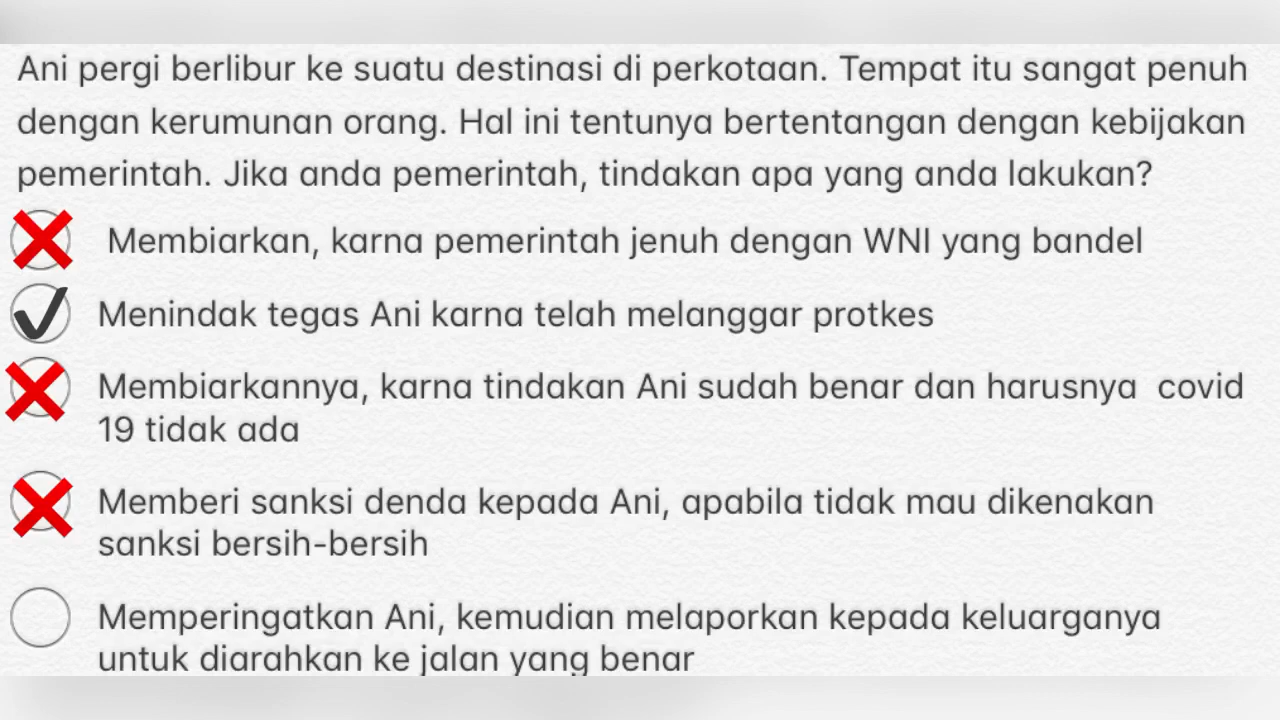 Ani pergi berlibur ke suatu destinasi di perkotaan. Tempat itu sangat penuh
dengan kerumunan orang. Hal ini tentunya bertentangan dengan kebijakan
pemerintah. Jika anda pemerintah, tindakan apa yang anda lakukan?
Membiarkan, karna pemerintah jenuh dengan WNI yang bandel
Menindak tegas Ani karna telah melanggar protkes
Membiarkannya, karna tindakan Ani sudah benar dan harusnya covid
19 tidak ada
Memberi sanksi denda kepada Ani, apabila tidak mau dikenakan
sanksi bersih-bersih
Memperingatkan Ani, kemudian melaporkan kepada keluarganya
untuk diarahkan ke jalan yang benar